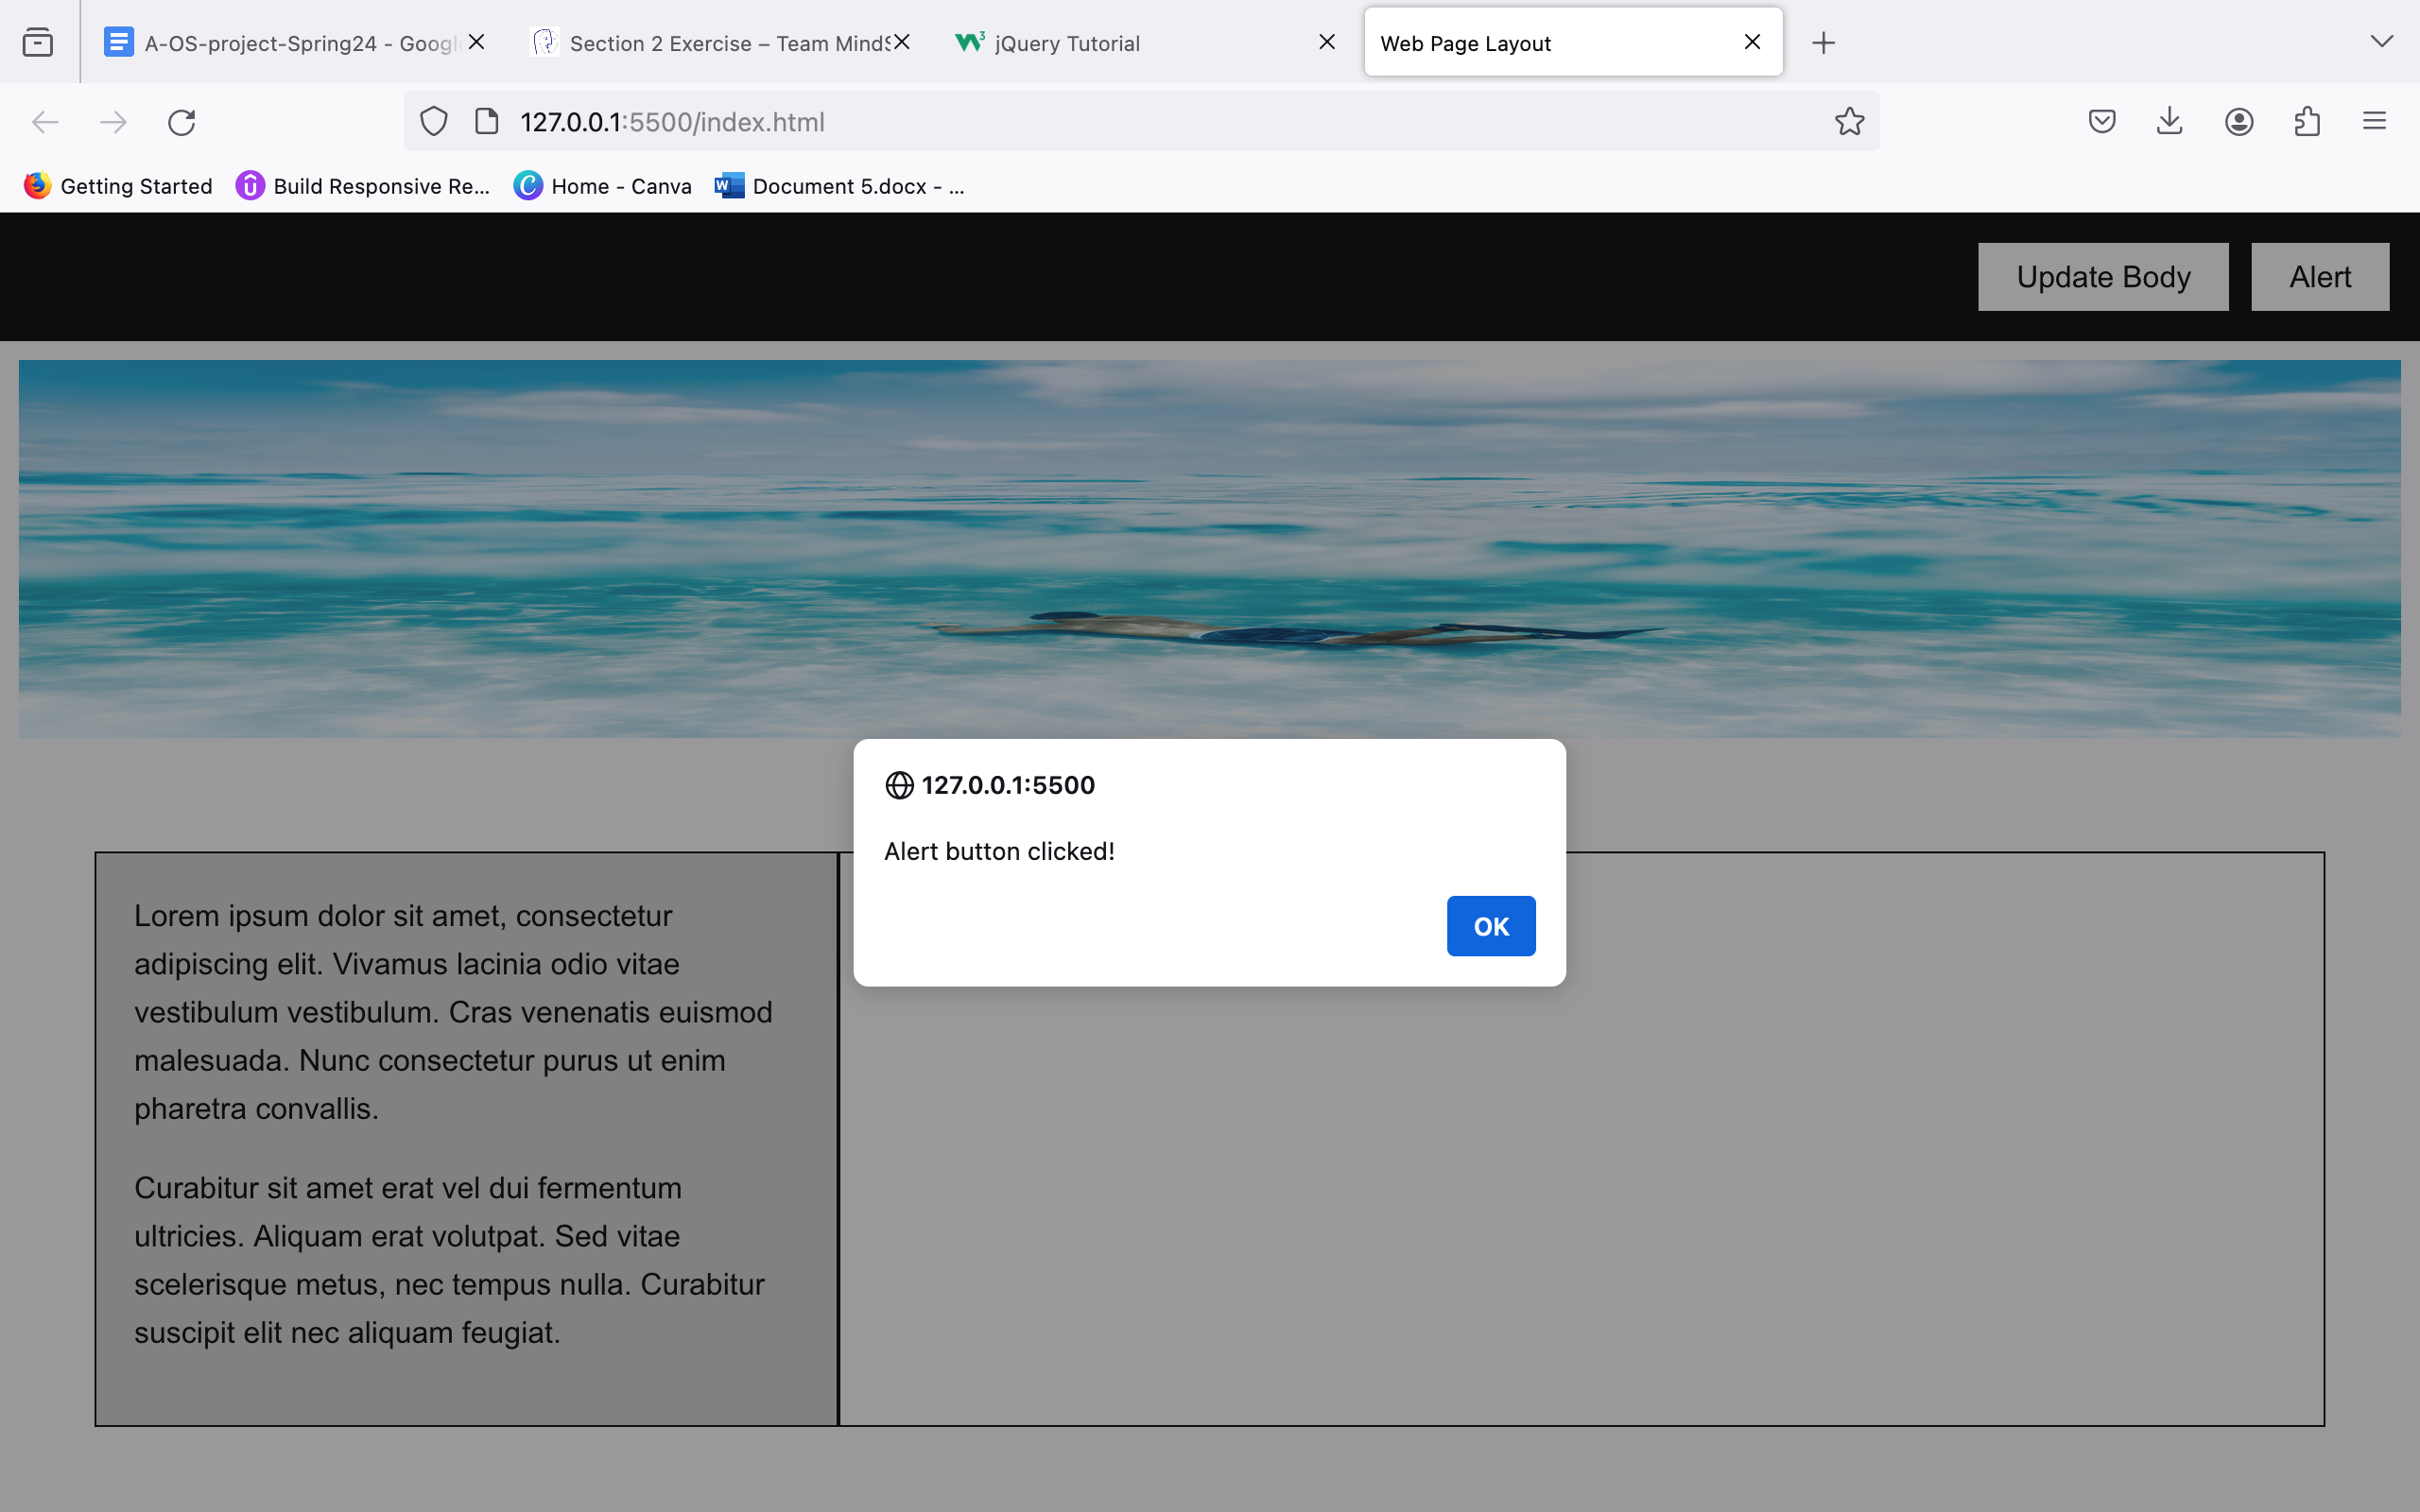 A-OS-project-Spring24 - Googl
Section 2 Exercise – Team MindS
W3 jQuery Tutorial
Web Page Layout
127.0.0.1:5500/index.html
Getting Started
Build Responsive Re...
Home - Canva
Document 5.docx - ...
Update Body
Alert
127.0.0.1:5500
Alert button clicked!
OK
Lorem ipsum dolor sit amet, consectetur
adipiscing elit. Vivamus lacinia odio vitae
vestibulum vestibulum. Cras venenatis euismod
malesuada. Nunc consectetur purus ut enim
pharetra convallis.
Curabitur sit amet erat vel dui fermentum
ultricies. Aliquam erat volutpat. Sed vitae
scelerisque metus, nec tempus nulla. Curabitur
suscipit elit nec aliquam feugiat.